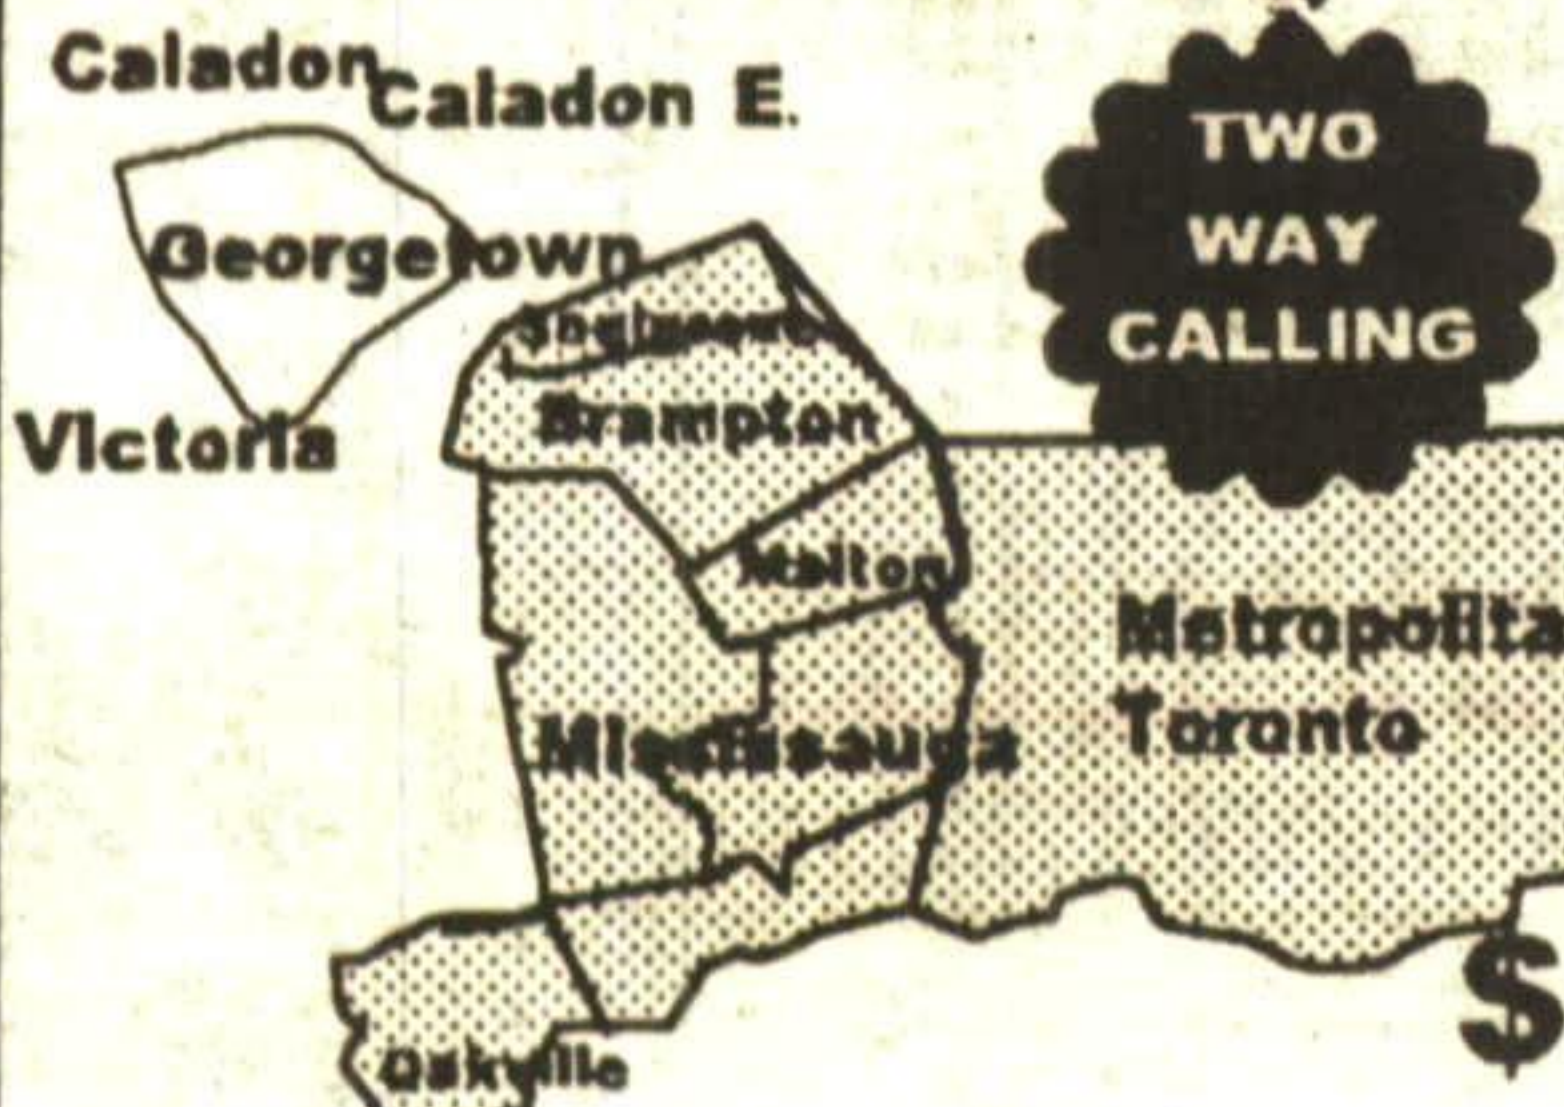 Caladon
Caladon E.
TWO
WAY
CALLING
Georgetown
Brampton
Victoria
Malton
Metropolita
Toronto
Mississauga
$
Oakville